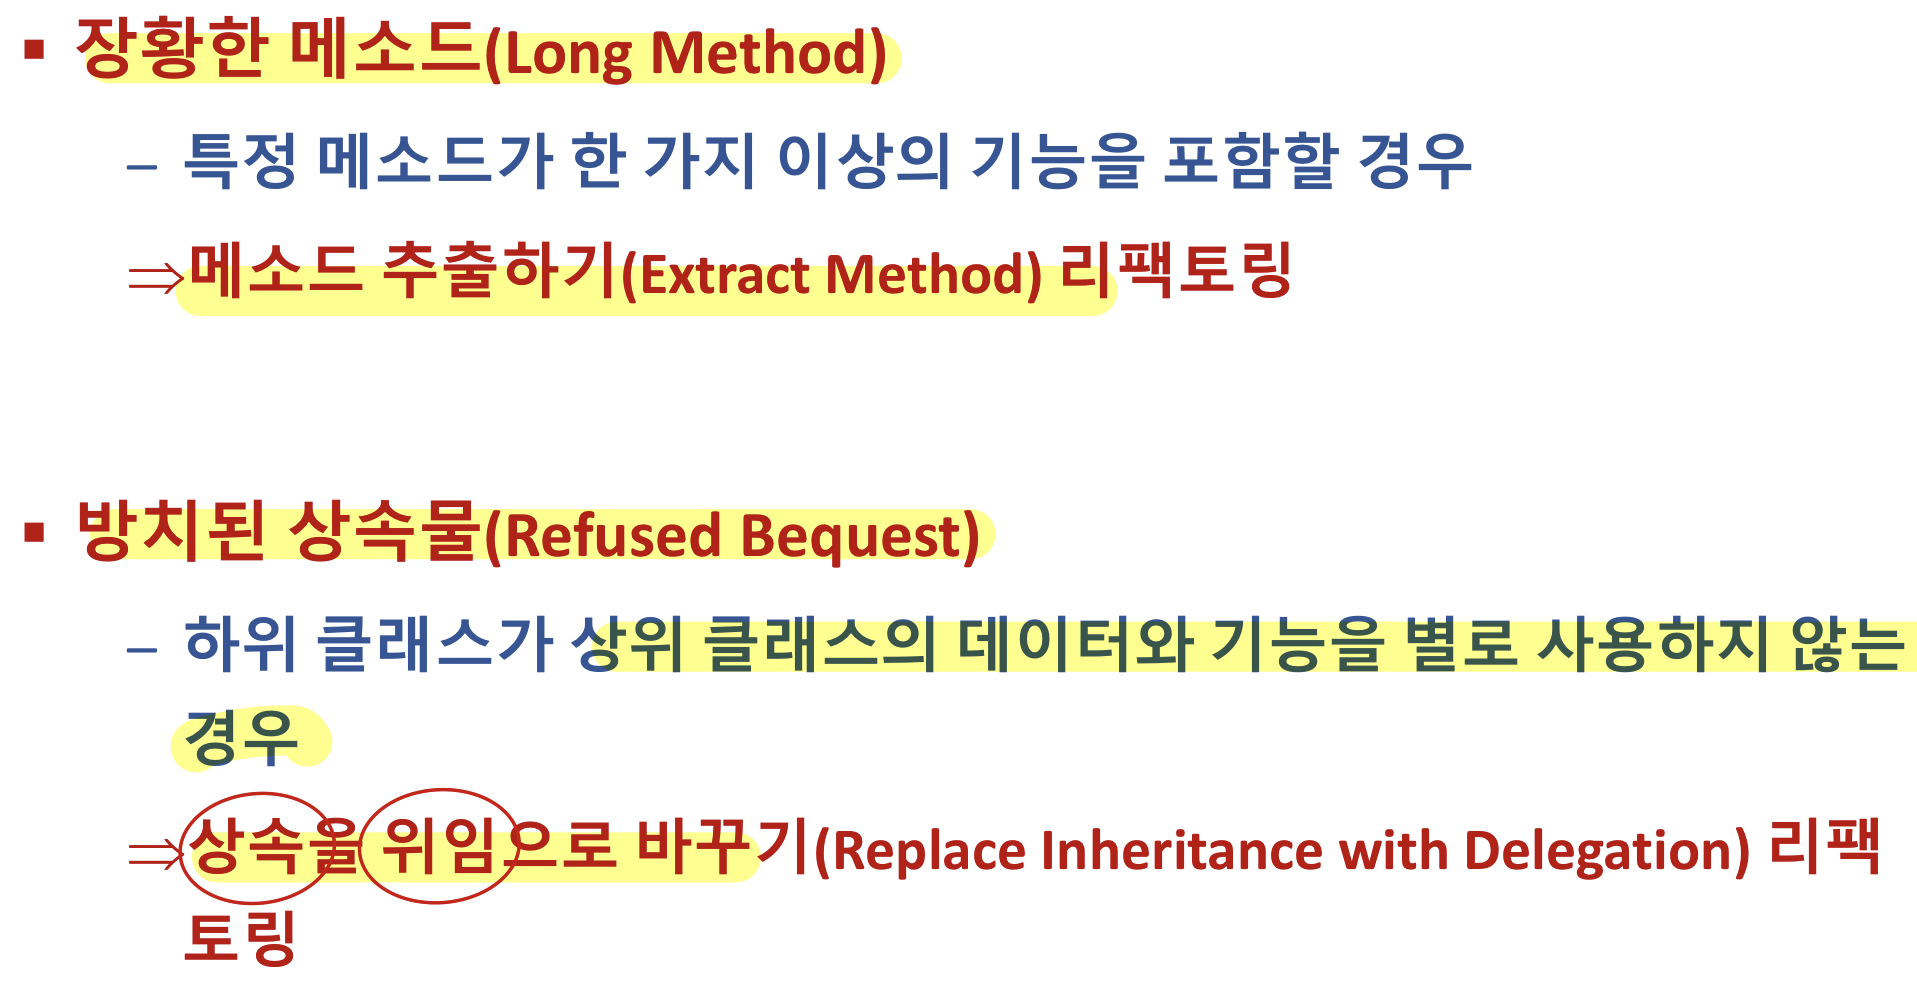 ▪ 장황한 메소드(Long Method)
– 특정 메소드가 한 가지 이상의 기능을 포함할 경우
⇒메소드 추출하기(Extract Method) 리팩토링
▪ 방치된 상속물(Refused Bequest)
– 하위 클래스가 상위 클래스의 데이터와 기능을 별로 사용하지 않는
경우
⇒상속을 위임으로 바꾸기(Replace Inheritance with Delegation) 리팩
토링